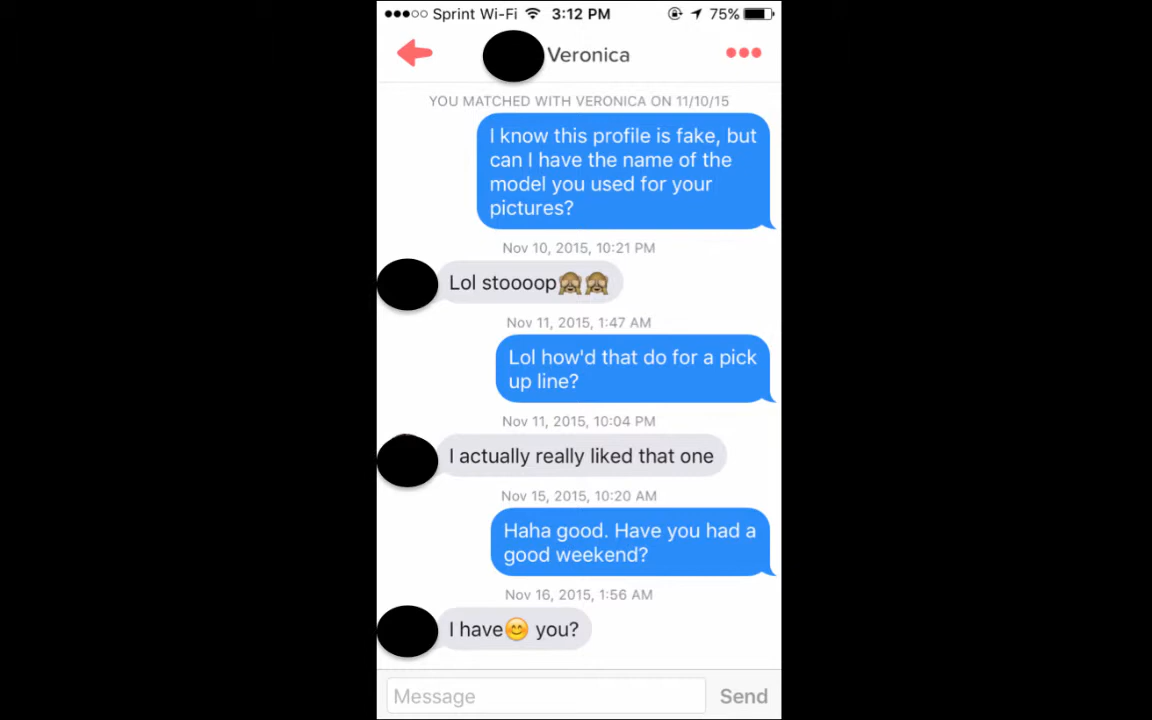 Sprint Wi-Fi 3:12 PM 75%
Veronica
YOU MATCHED WITH VERONICA ON 11/10/15
I know this profile is fake, but
can I have the name of the
model you used for your
pictures?
Nov 10, 2015, 10:21 PM
Lol stoooop🙈🙈
Nov 11, 2015, 1:47 AM
Lol how'd that do for a pick
up line?
Nov 11, 2015, 10:04 PM
I actually really liked that one
Nov 15, 2015, 10:20 AM
Haha good. Have you had a
good weekend?
Nov 16, 2015, 1:56 AM
I have😊 you?
Message Send